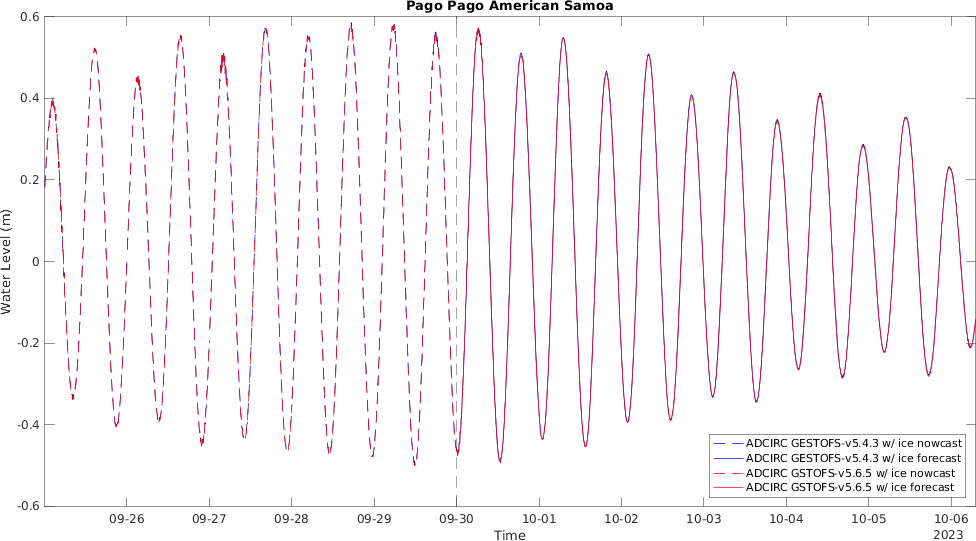 Pago Pago American Samoa
0.6
0.4
0.2
0
-0.2
-0.4
-0.6
Water Level (m)
ADCIRC GESTOFS-v5.4.3 w/ ice nowcast
ADCIRC GESTOFS-v5.4.3 w/ ice forecast
ADCIRC GSTOFS-v5.6.5 w/ ice nowcast
ADCIRC GSTOFS-v5.6.5 w/ ice forecast
09-26 09-27 09-28 09-29 09-30 10-01 10-02 10-03 10-04 10-05 10-06
2023
Time